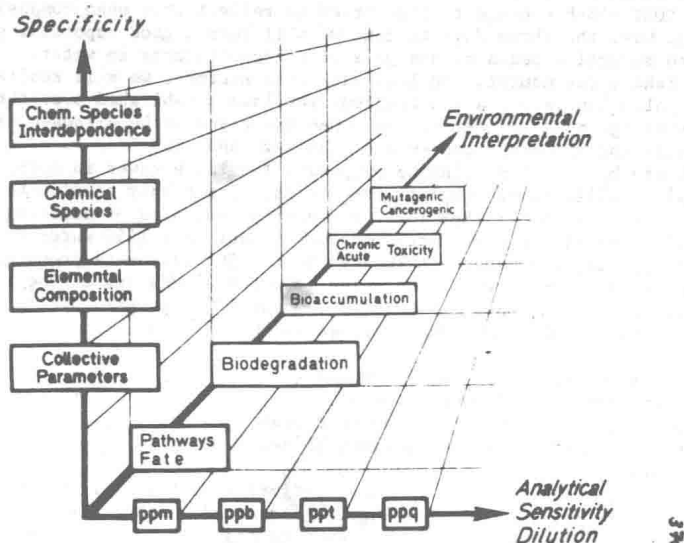 Specificity
Chem. Species
Interdependence
Environmental
Interpretation
Chemical
Species
Mutagenic
Cancerogenic
Chronic
Acute Toxicity
Elemental
Composition
Bioaccumulation
Collective
Parameters
Biodegradation
Pathways
Fate
ppm
ppb
ppt
ppq
Analytical
Sensitivity
Dilution